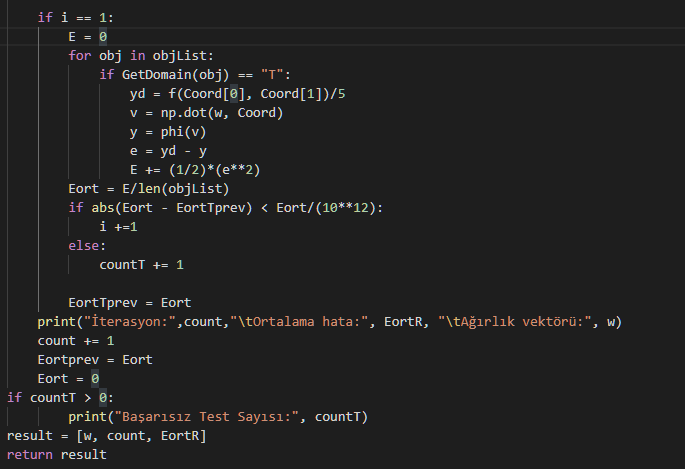 if i == 1:
E = 0
for obj in objList:
if GetDomain(obj) == "T":
yd = f(Coord[0], Coord[1])/5
v = np.dot(w, Coord)
y = phi(v)
e = yd - y
E += (1/2)*(e**2)
Eort = E/len(objList)
if abs(Eort - EortTprev) < Eort/(10**12):
i +=1
else:
countT += 1
EortTprev = Eort
print("İterasyon:",count,"\tOrtalama hata:", EortR, "\tAğırlık vektörü:", w)
count += 1
Eortprev = Eort
Eort = 0
if countT > 0:
print("Başarısız Test Sayısı:", countT)
result = [w, count, EortR]
return result